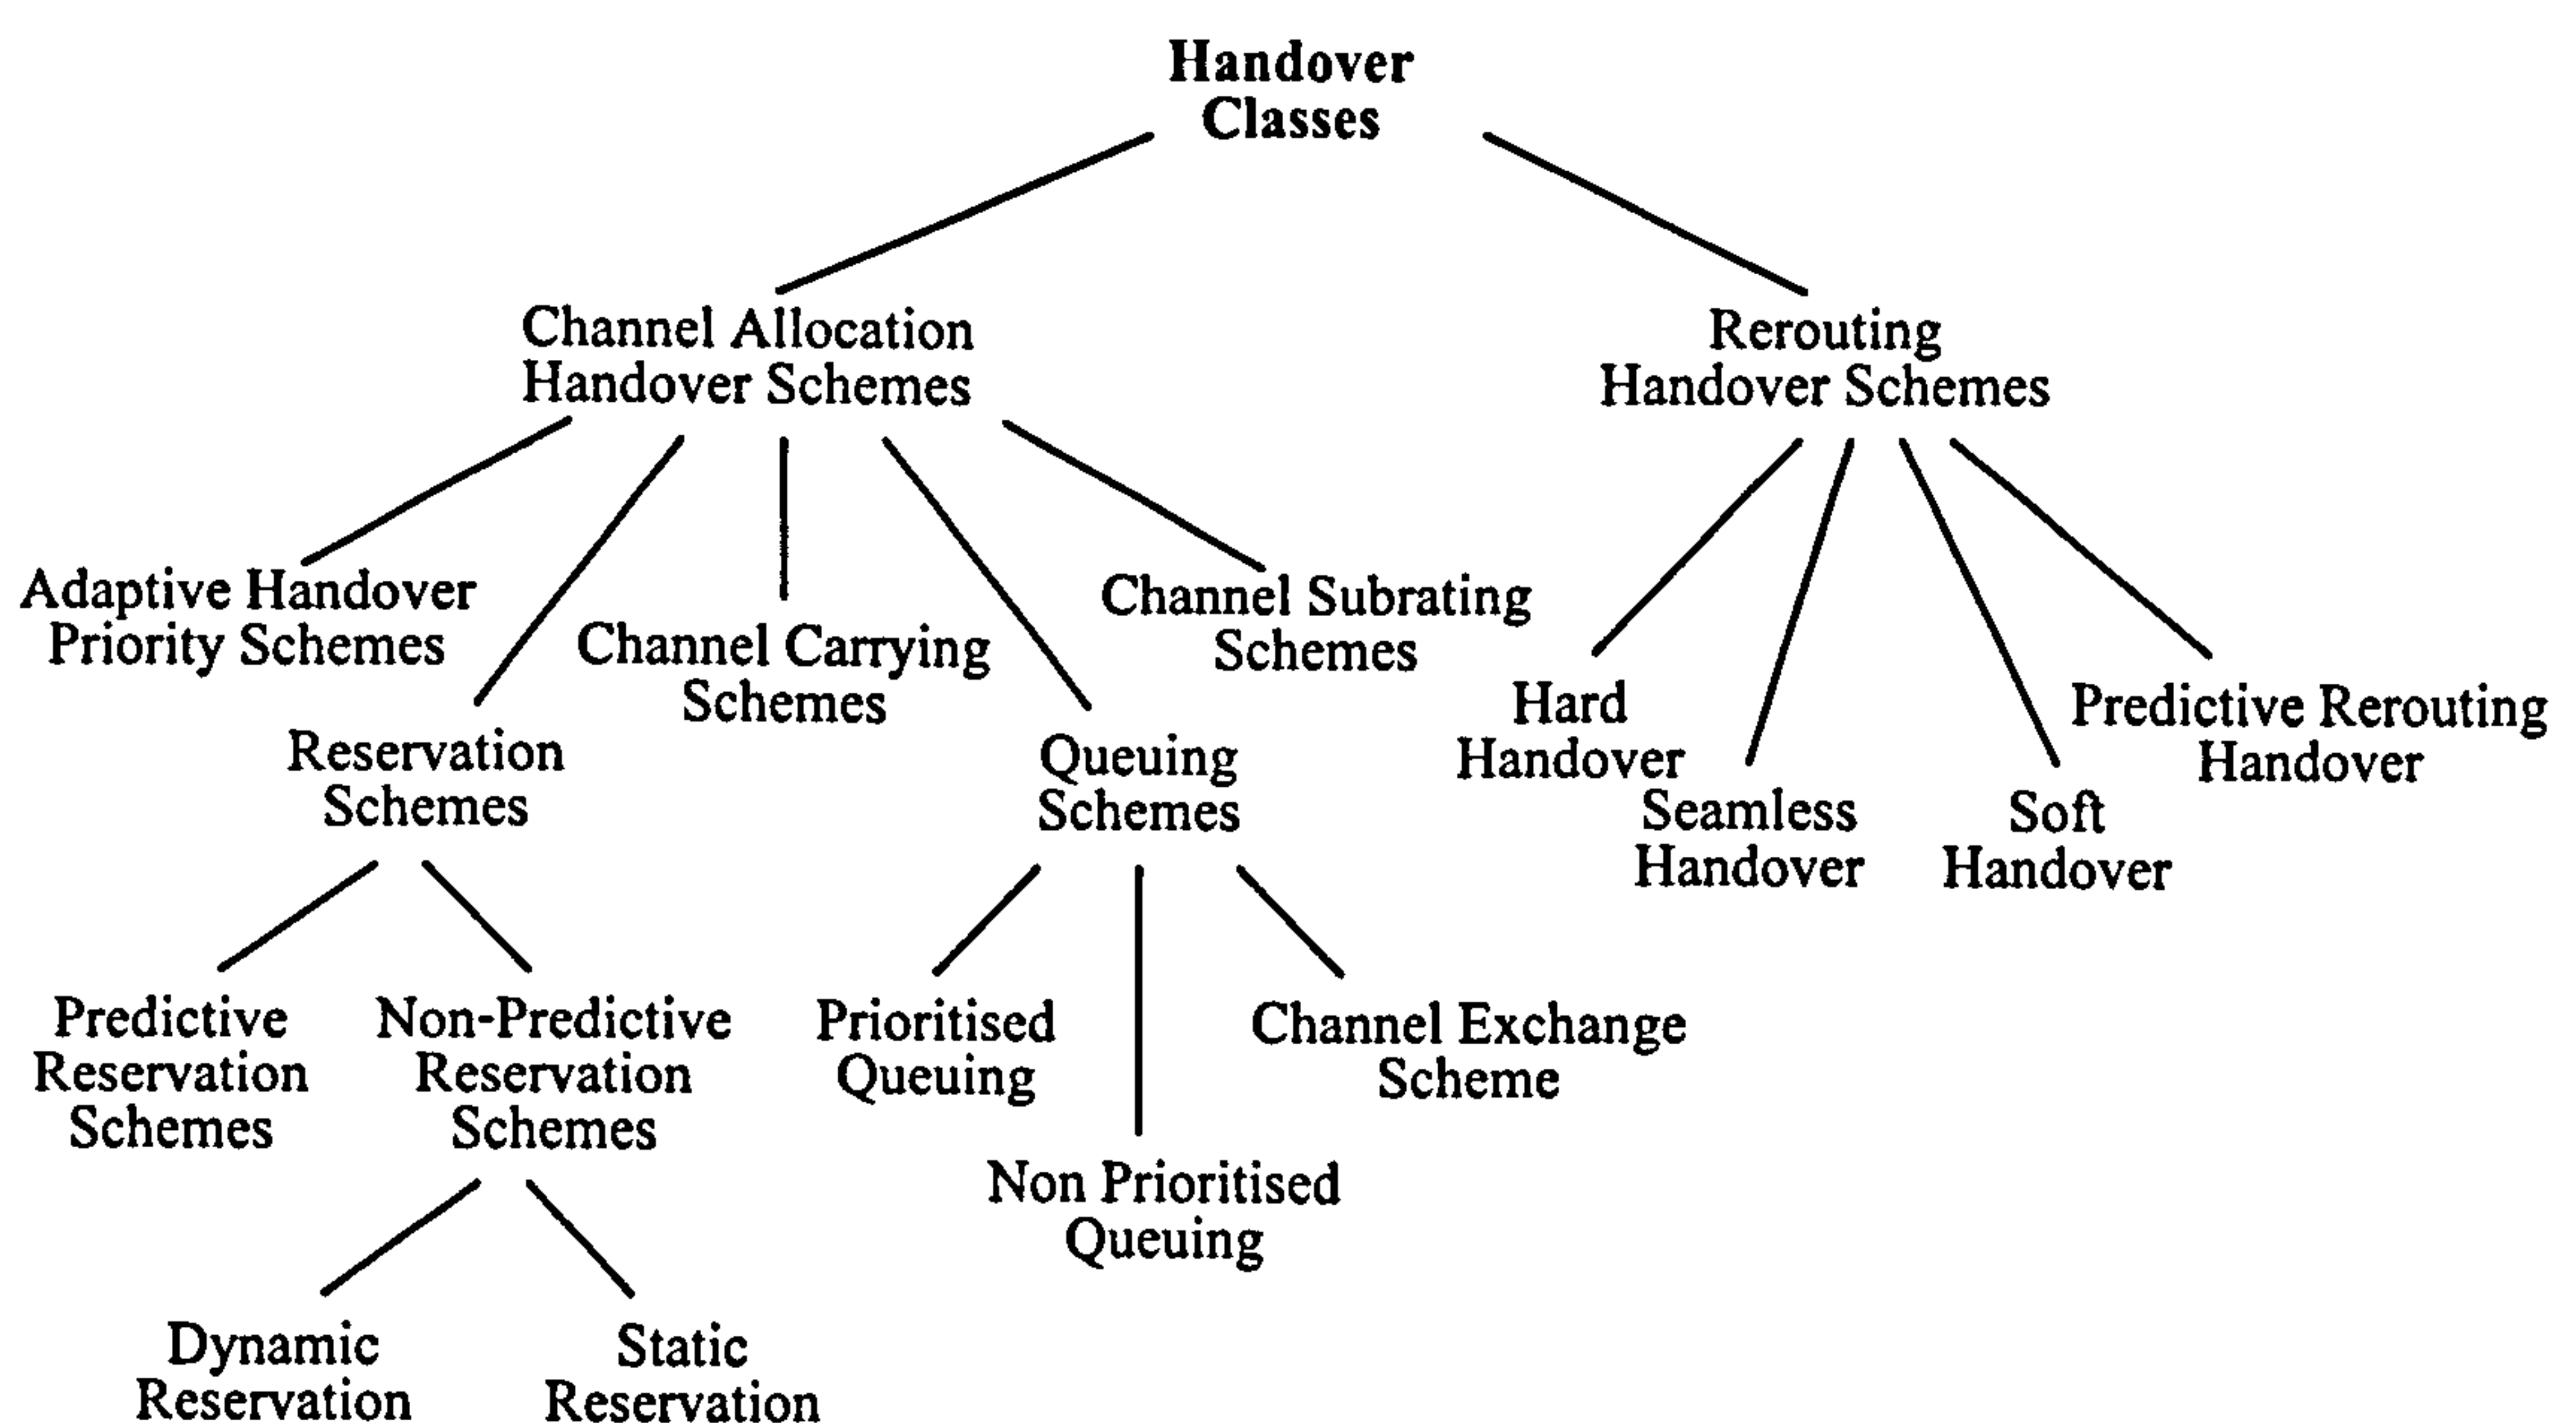 Handover
Classes
Channel Allocation
Handover Schemes
Rerouting
Handover Schemes
Adaptive Handover
Priority Schemes
Reservation
Schemes
Channel Carrying
Schemes
Queuing
Schemes
Channel Subrating
Schemes
Hard
Handover
Seamless
Handover
Soft
Handover
Predictive Rerouting
Handover
Predictive
Reservation
Schemes
Non-Predictive
Reservation
Schemes
Prioritised
Queuing
Non Prioritised
Queuing
Channel Exchange
Scheme
Dynamic
Reservation
Static
Reservation